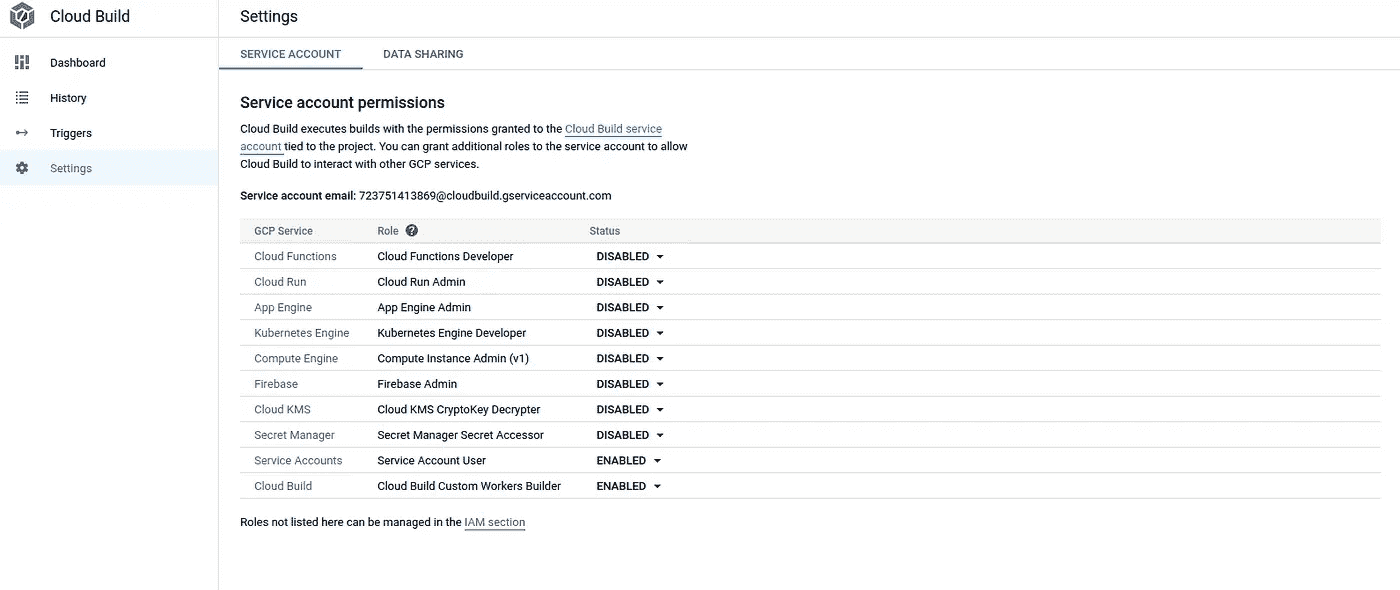 Cloud Build
Settings
Dashboard
History
Triggers
Settings
SERVICE ACCOUNT DATA SHARING
Service account permissions
Cloud Build executes builds with the permissions granted to the Cloud Build service
account tied to the project. You can grant additional roles to the service account to allow
Cloud Build to interact with other GCP services.
Service account email: 723751413869@cloudbuild.gserviceaccount.com
GCP Service Role ? Status
Cloud Functions Cloud Functions Developer DISABLED
Cloud Run Cloud Run Admin DISABLED
App Engine App Engine Admin DISABLED
Kubernetes Engine Kubernetes Engine Developer DISABLED
Compute Engine Compute Instance Admin (v1) DISABLED
Firebase Firebase Admin DISABLED
Cloud KMS Cloud KMS CryptoKey Decrypter DISABLED
Secret Manager Secret Manager Secret Accessor DISABLED
Service Accounts Service Account User ENABLED
Cloud Build Cloud Build Custom Workers Builder ENABLED
Roles not listed here can be managed in the IAM section